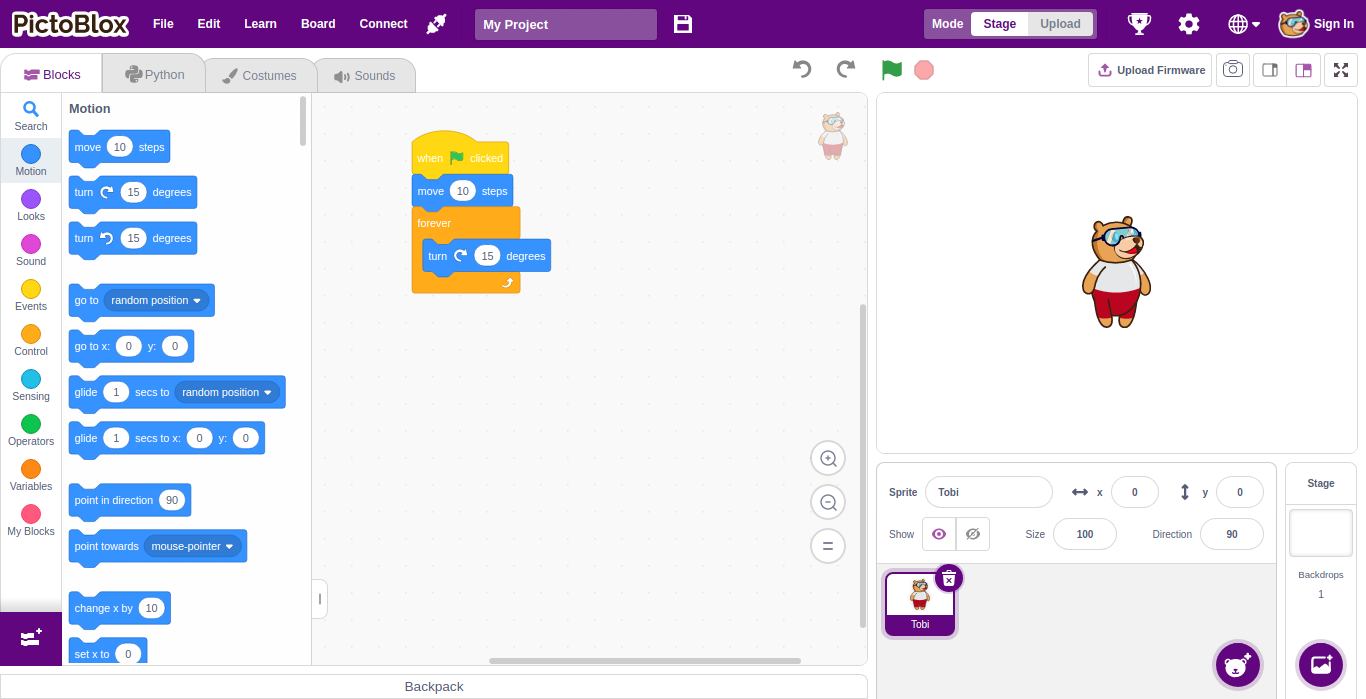 PictoBlox File Edit Learn Board Connect My Project Mode Stage Upload Sign In
Blocks Python Costumes Sounds Upload Firmware
Search
Motion
Looks
Sound
Events
Control
Sensing
Operators
Variables
My Blocks
Motion
move 10 steps
turn 15 degrees
turn 15 degrees
go to random position
go to x: 0 y: 0
glide 1 secs to random position
glide 1 secs to x: 0 y: 0
point in direction 90
point towards mouse-pointer
change x by 10
set x to 0
when clicked
move 10 steps
forever
turn 15 degrees
Sprite Tobi x 0 y 0
Show Size 100 Direction 90
Tobi
Stage
Backdrops
1
Backpack